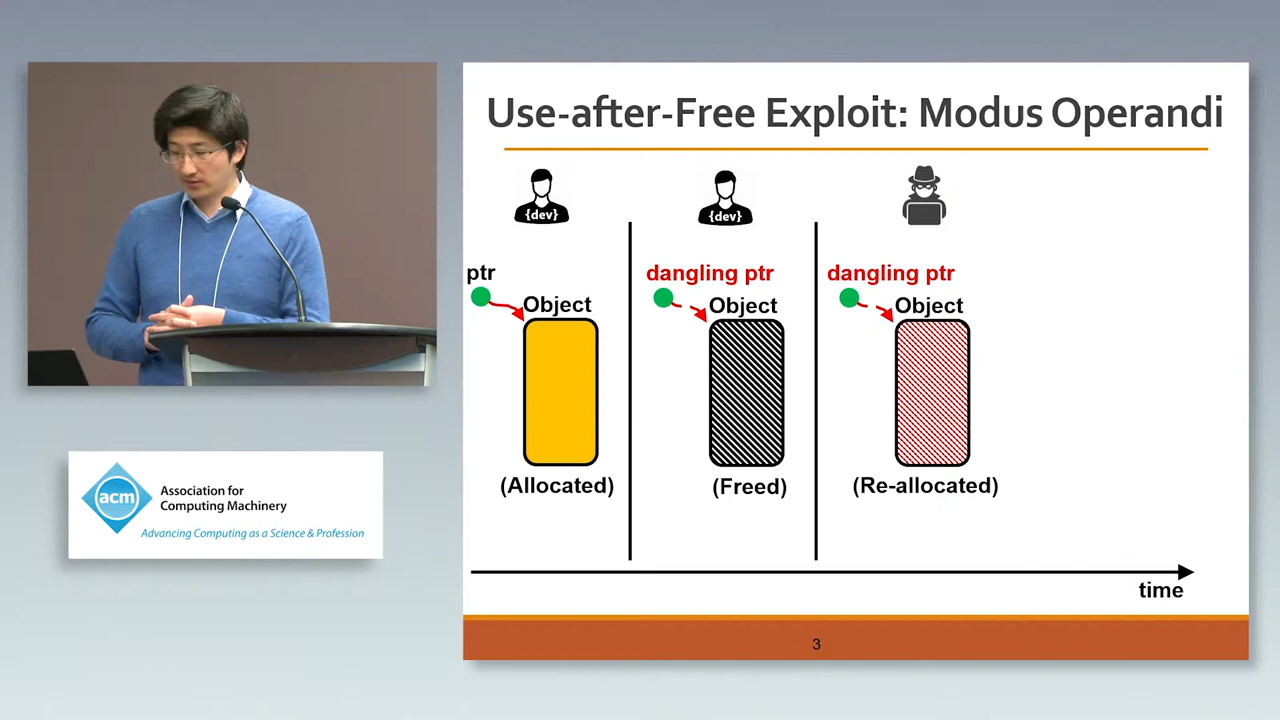 Use-after-Free Exploit: Modus Operandi
{dev}
{dev}
ptr
dangling ptr
dangling ptr
Object
Object
Object
(Allocated)
(Freed)
(Re-allocated)
time
3
acm
Association for
Computing Machinery
Advancing Computing as a Science & Profession